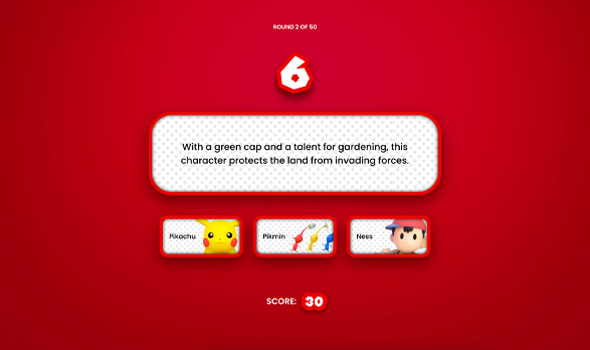 ROUND 2 OF 50
6
With a green cap and a talent for gardening, this
character protects the land from invading forces.
Pikachu
Pikmin
Ness
SCORE: 30